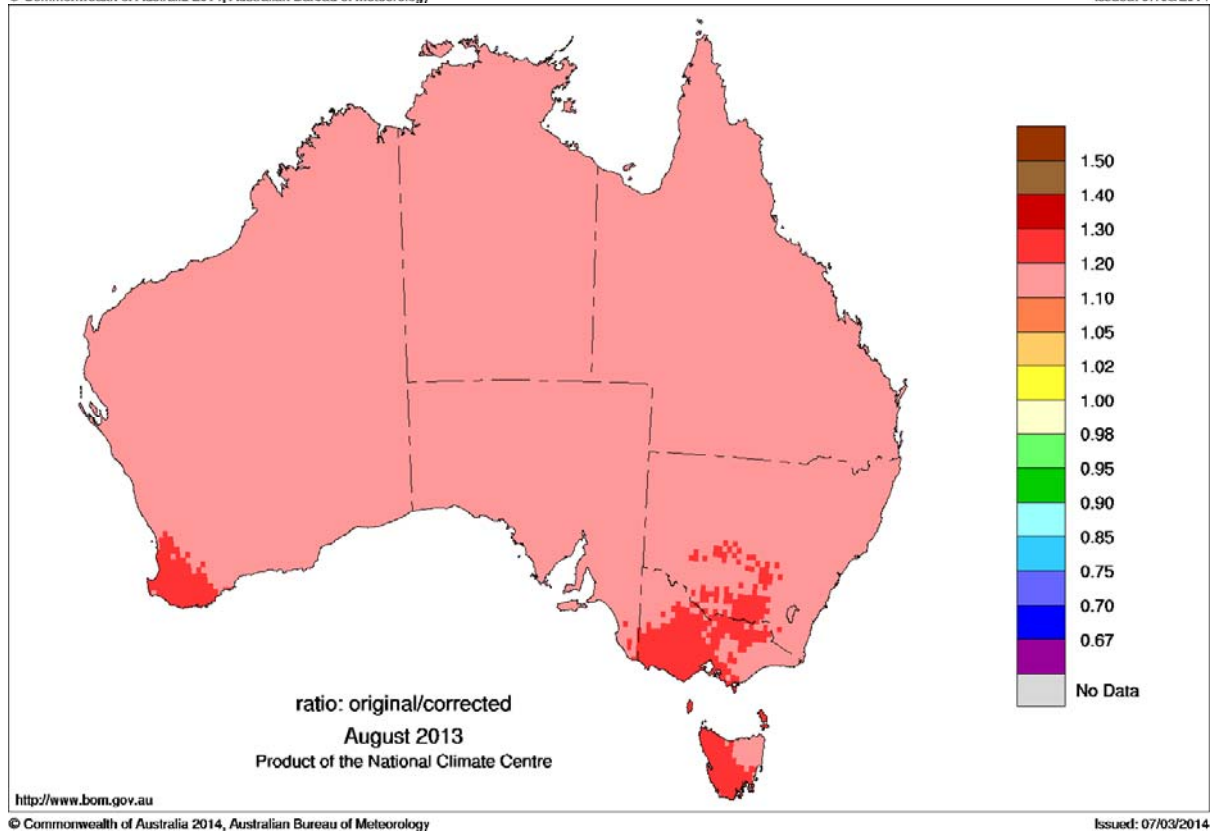 1.50
1.40
1.30
1.20
1.10
1.05
1.02
1.00
0.98
0.95
0.90
0.85
0.75
0.70
0.67
No Data
ratio: original/corrected
August 2013
Product of the National Climate Centre
http://www.bom.gov.au
© Commonwealth of Australia 2014, Australian Bureau of Meteorology
Issued: 07/03/2014